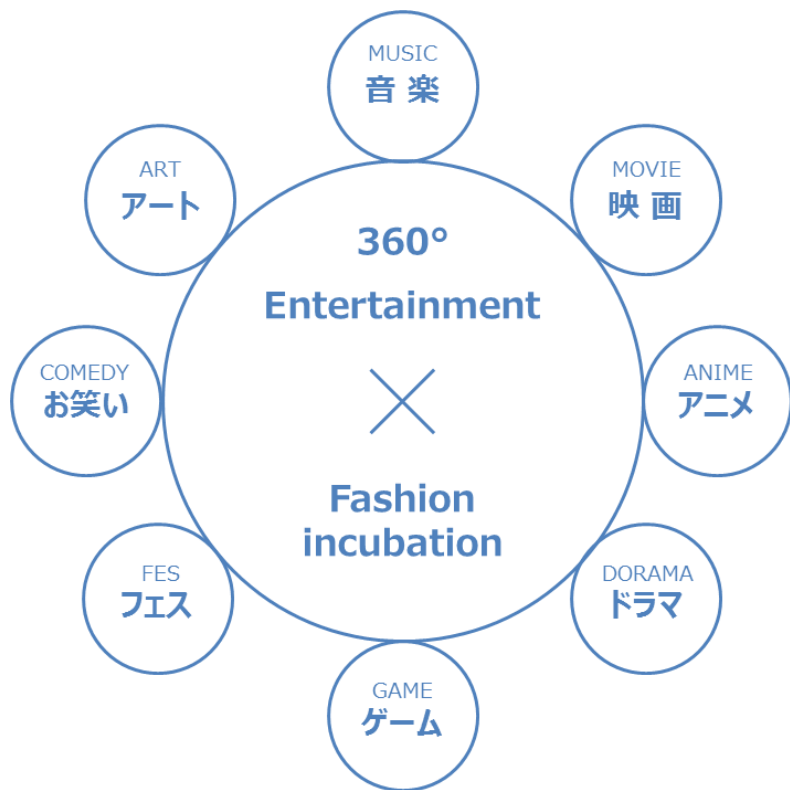 MUSIC
音 楽
ART
アート
MOVIE
映 画
360°
Entertainment
×
COMEDY
お笑い
ANIME
アニメ
Fashion
incubation
FES
フェス
DORAMA
ドラマ
GAME
ゲーム